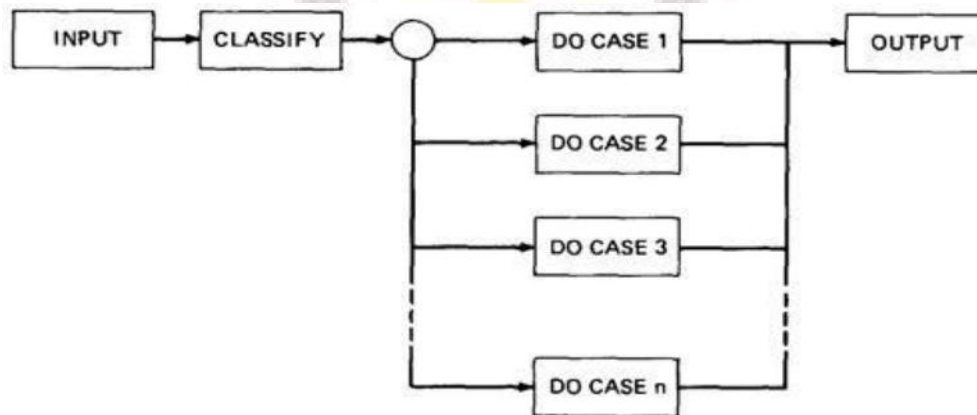 INPUT
CLASSIFY
DO CASE 1
OUTPUT
DO CASE 2
DO CASE 3
DO CASE n